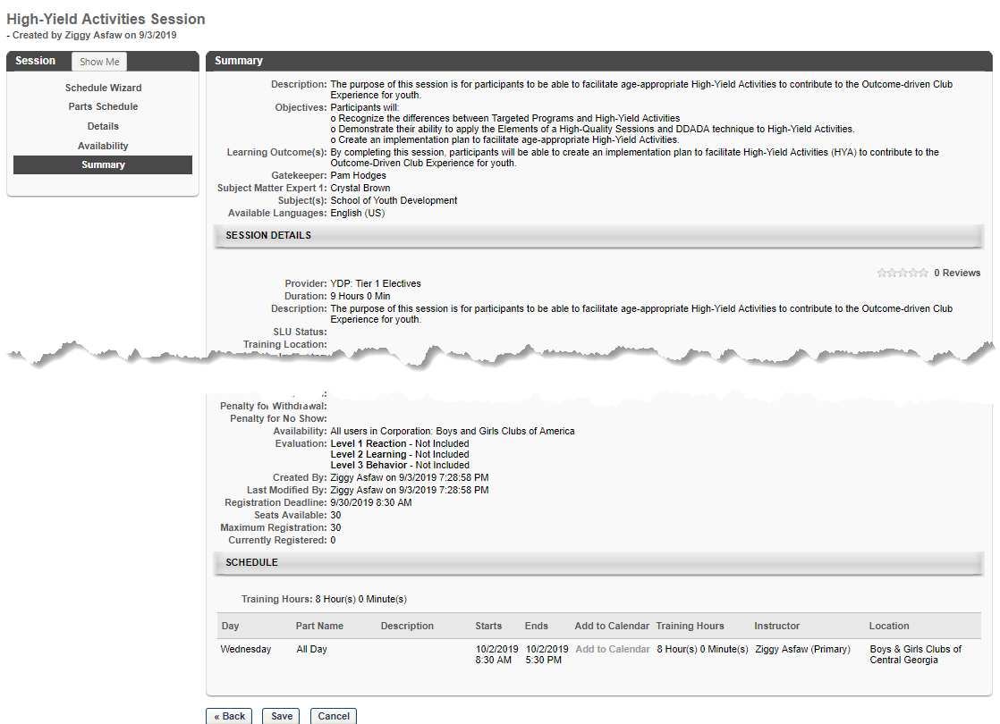 High-Yield Activities Session
- Created by Ziggy Asfaw on 9/3/2019
Session
Show Me
Schedule Wizard
Parts Schedule
Details
Availability
Summary
Summary
Description: The purpose of this session is for participants to be able to facilitate age-appropriate High-Yield Activities to contribute to the Outcome-driven Club
Experience for youth.
Objectives: Participants will:
o Recognize the differences between Targeted Programs and High-Yield Activities
o Demonstrate their ability to apply the Elements of a High-Quality Sessions and DDADA technique to High-Yield Activities.
o Create an implementation plan to facilitate age-appropriate High-Yield Activities.
Learning Outcome(s): By completing this session, participants will be able to create an implementation plan to facilitate High-Yield Activities (HYA) to contribute to the
Outcome-Driven Club Experience for youth.
Gatekeeper: Pam Hodges
Subject Matter Expert 1: Crystal Brown
Subject(s): School of Youth Development
Available Languages: English (US)
SESSION DETAILS
0 Reviews
Provider: YDP: Tier 1 Electives
Duration: 9 Hours 0 Min
Description: The purpose of this session is for participants to be able to facilitate age-appropriate High-Yield Activities to contribute to the Outcome-driven Club
Experience for youth.
SLU Status:
Training Location:
Penalty for Withdrawal:
Penalty for No Show:
Availability: All users in Corporation: Boys and Girls Clubs of America
Evaluation: Level 1 Reaction - Not Included
Level 2 Learning - Not Included
Level 3 Behavior - Not Included
Created By: Ziggy Asfaw on 9/3/2019 7:28:58 PM
Last Modified By: Ziggy Asfaw on 9/3/2019 7:28:58 PM
Registration Deadline: 9/30/2019 8:30 AM
Seats Available: 30
Maximum Registration: 30
Currently Registered: 0
SCHEDULE
Training Hours: 8 Hour(s) 0 Minute(s)
Day Part Name Description Starts Ends Add to Calendar Training Hours Instructor Location
Wednesday All Day 10/2/2019 10/2/2019 Add to Calendar 8 Hour(s) 0 Minute(s) Ziggy Asfaw (Primary) Boys & Girls Clubs of
8:30 AM 5:30 PM Central Georgia
« Back Save Cancel